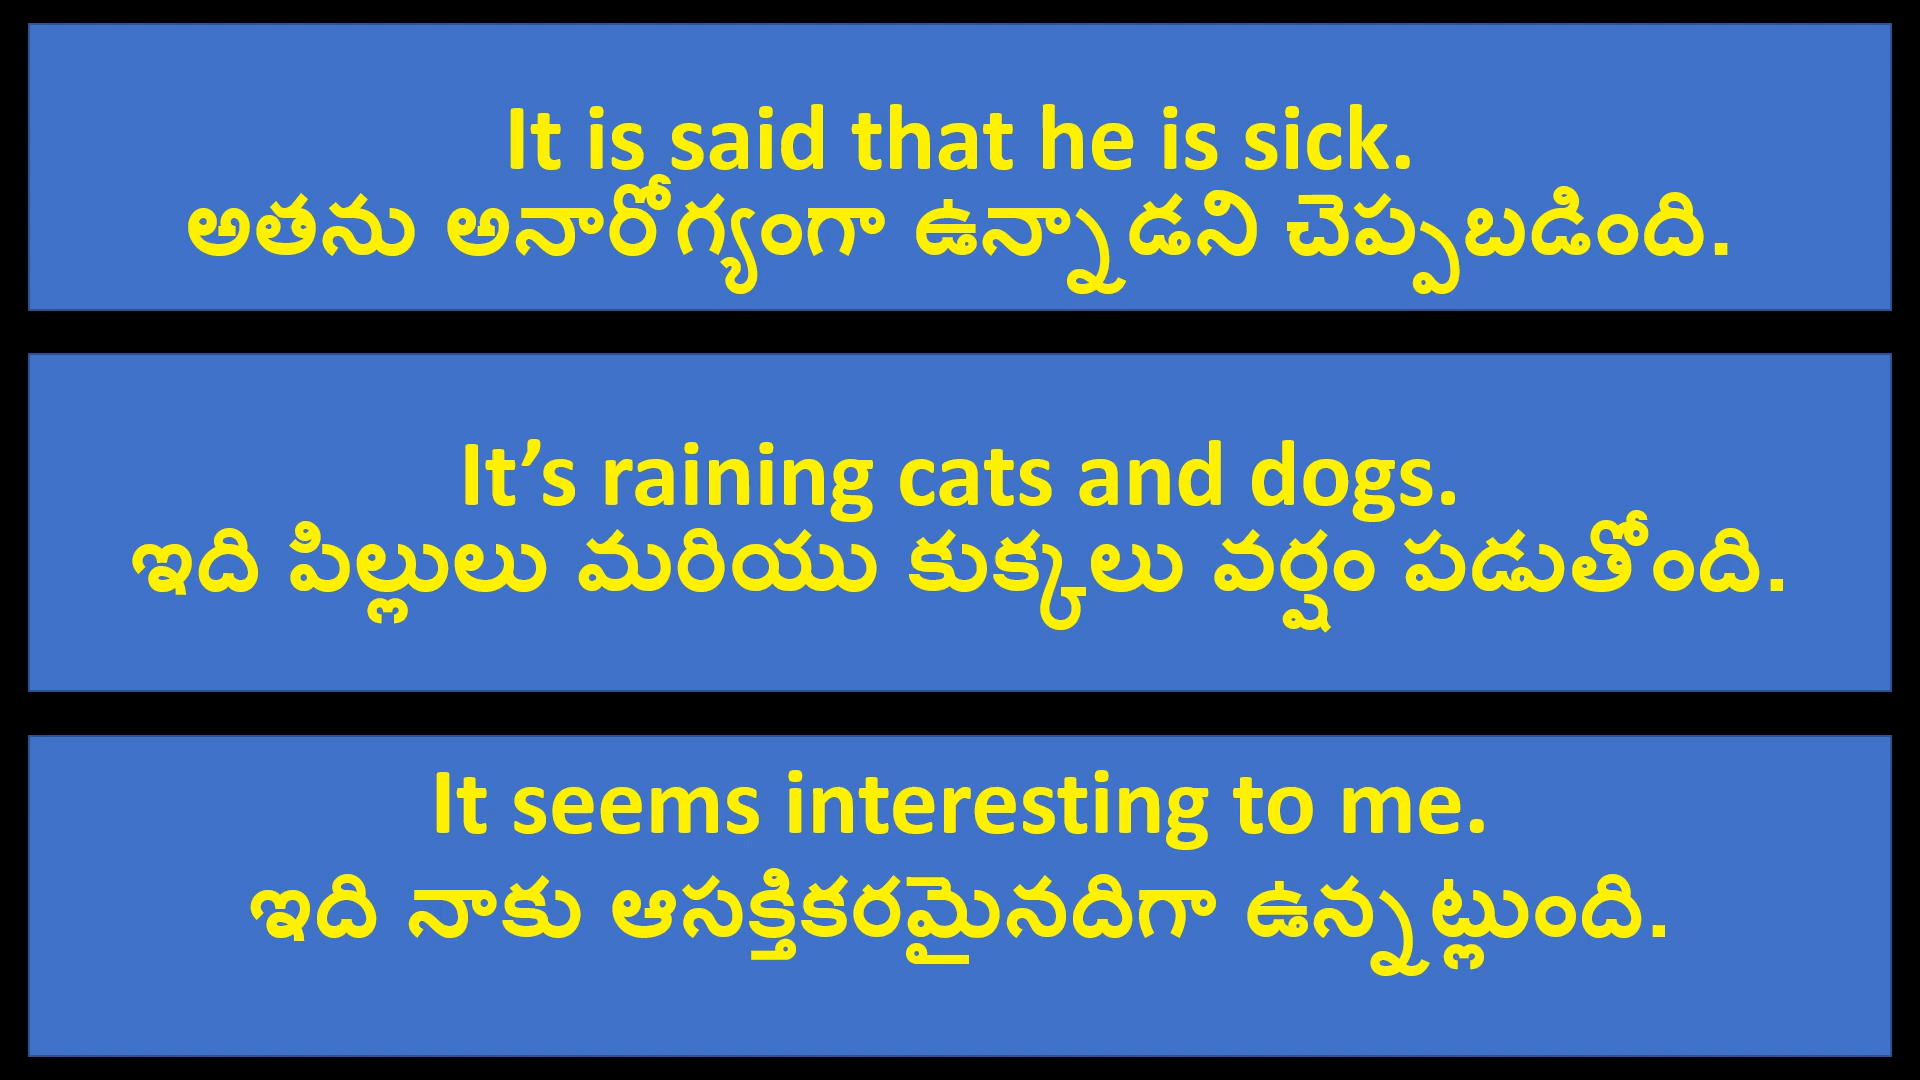 It is said that he is sick.
అతను అనారోగ్యంగా ఉన్నాడని చెప్పబడింది.
It’s raining cats and dogs.
ఇది పిల్లులు మరియు కుక్కలు వర్షం పడుతోంది.
It seems interesting to me.
ఇది నాకు ఆసక్తికరమైనదిగా ఉన్నట్లుంది.